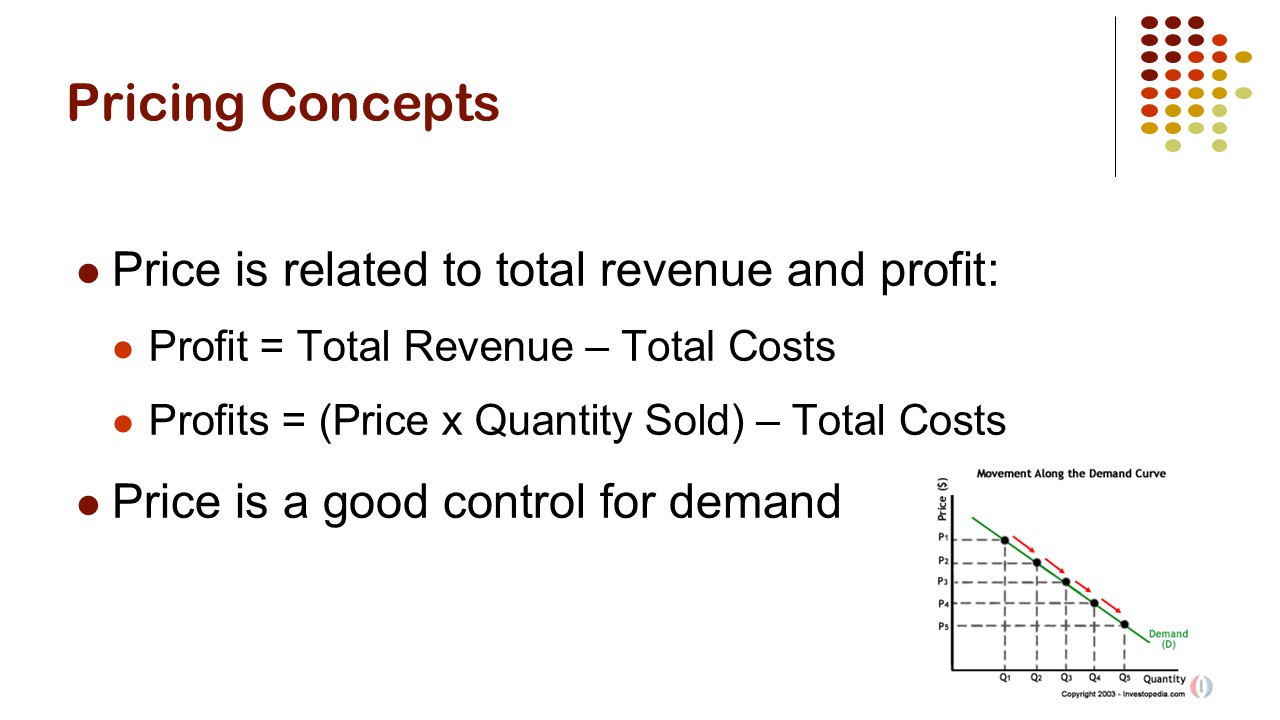 Pricing Concepts
Price is related to total revenue and profit:
Profit = Total Revenue – Total Costs
Profits = (Price x Quantity Sold) – Total Costs
Price is a good control for demand
Movement Along the Demand Curve
Price ($)
P1
P2
P3
P4
P5
Demand
(D)
Q1 Q2 Q3 Q4 Q5 Quantity
Copyright 2003 - Investopedia.com